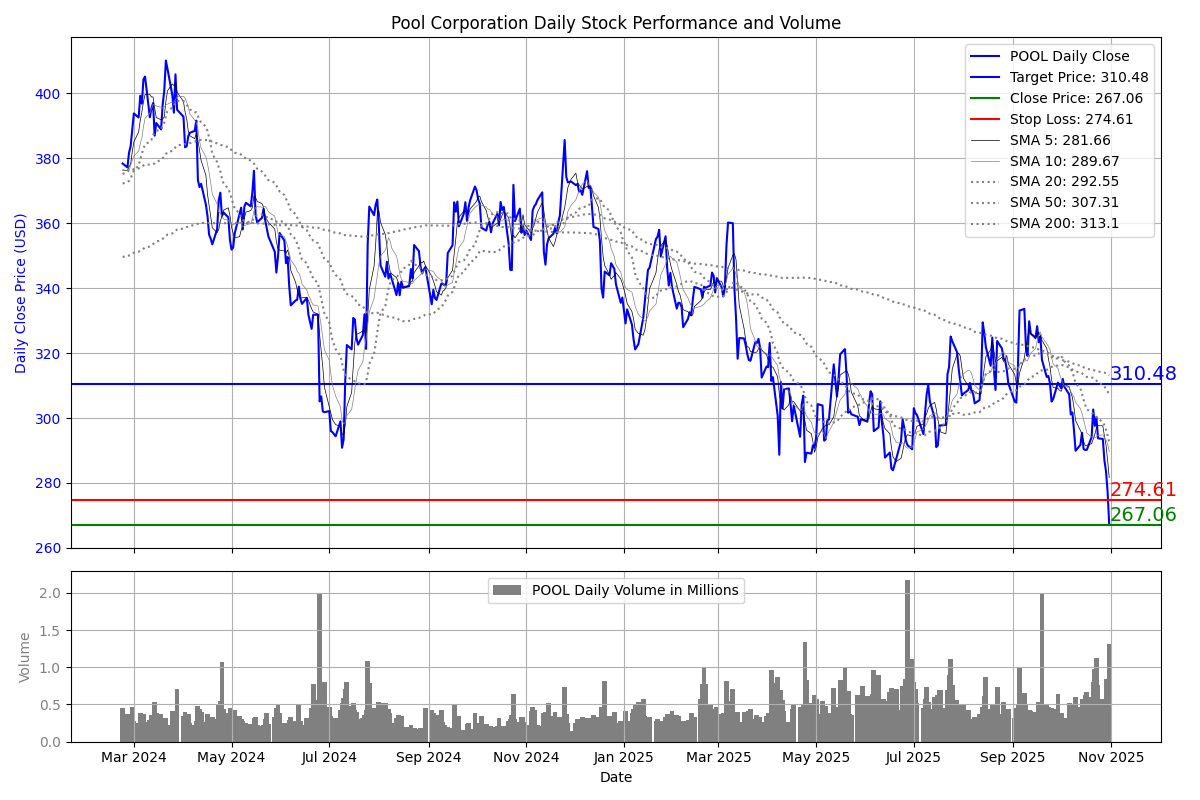 Pool Corporation Daily Stock Performance and Volume
Daily Close Price (USD)
400
380
360
340
320
300
280
260
POOL Daily Close
Target Price: 310.48
Close Price: 267.06
Stop Loss: 274.61
SMA 5: 281.66
SMA 10: 289.67
SMA 20: 292.55
SMA 50: 307.31
SMA 200: 313.1
310.48
274.61
267.06
Volume
2.0
1.5
1.0
0.5
0.0
POOL Daily Volume in Millions
Mar 2024
May 2024
Jul 2024
Sep 2024
Nov 2024
Jan 2025
Mar 2025
May 2025
Jul 2025
Sep 2025
Nov 2025
Date